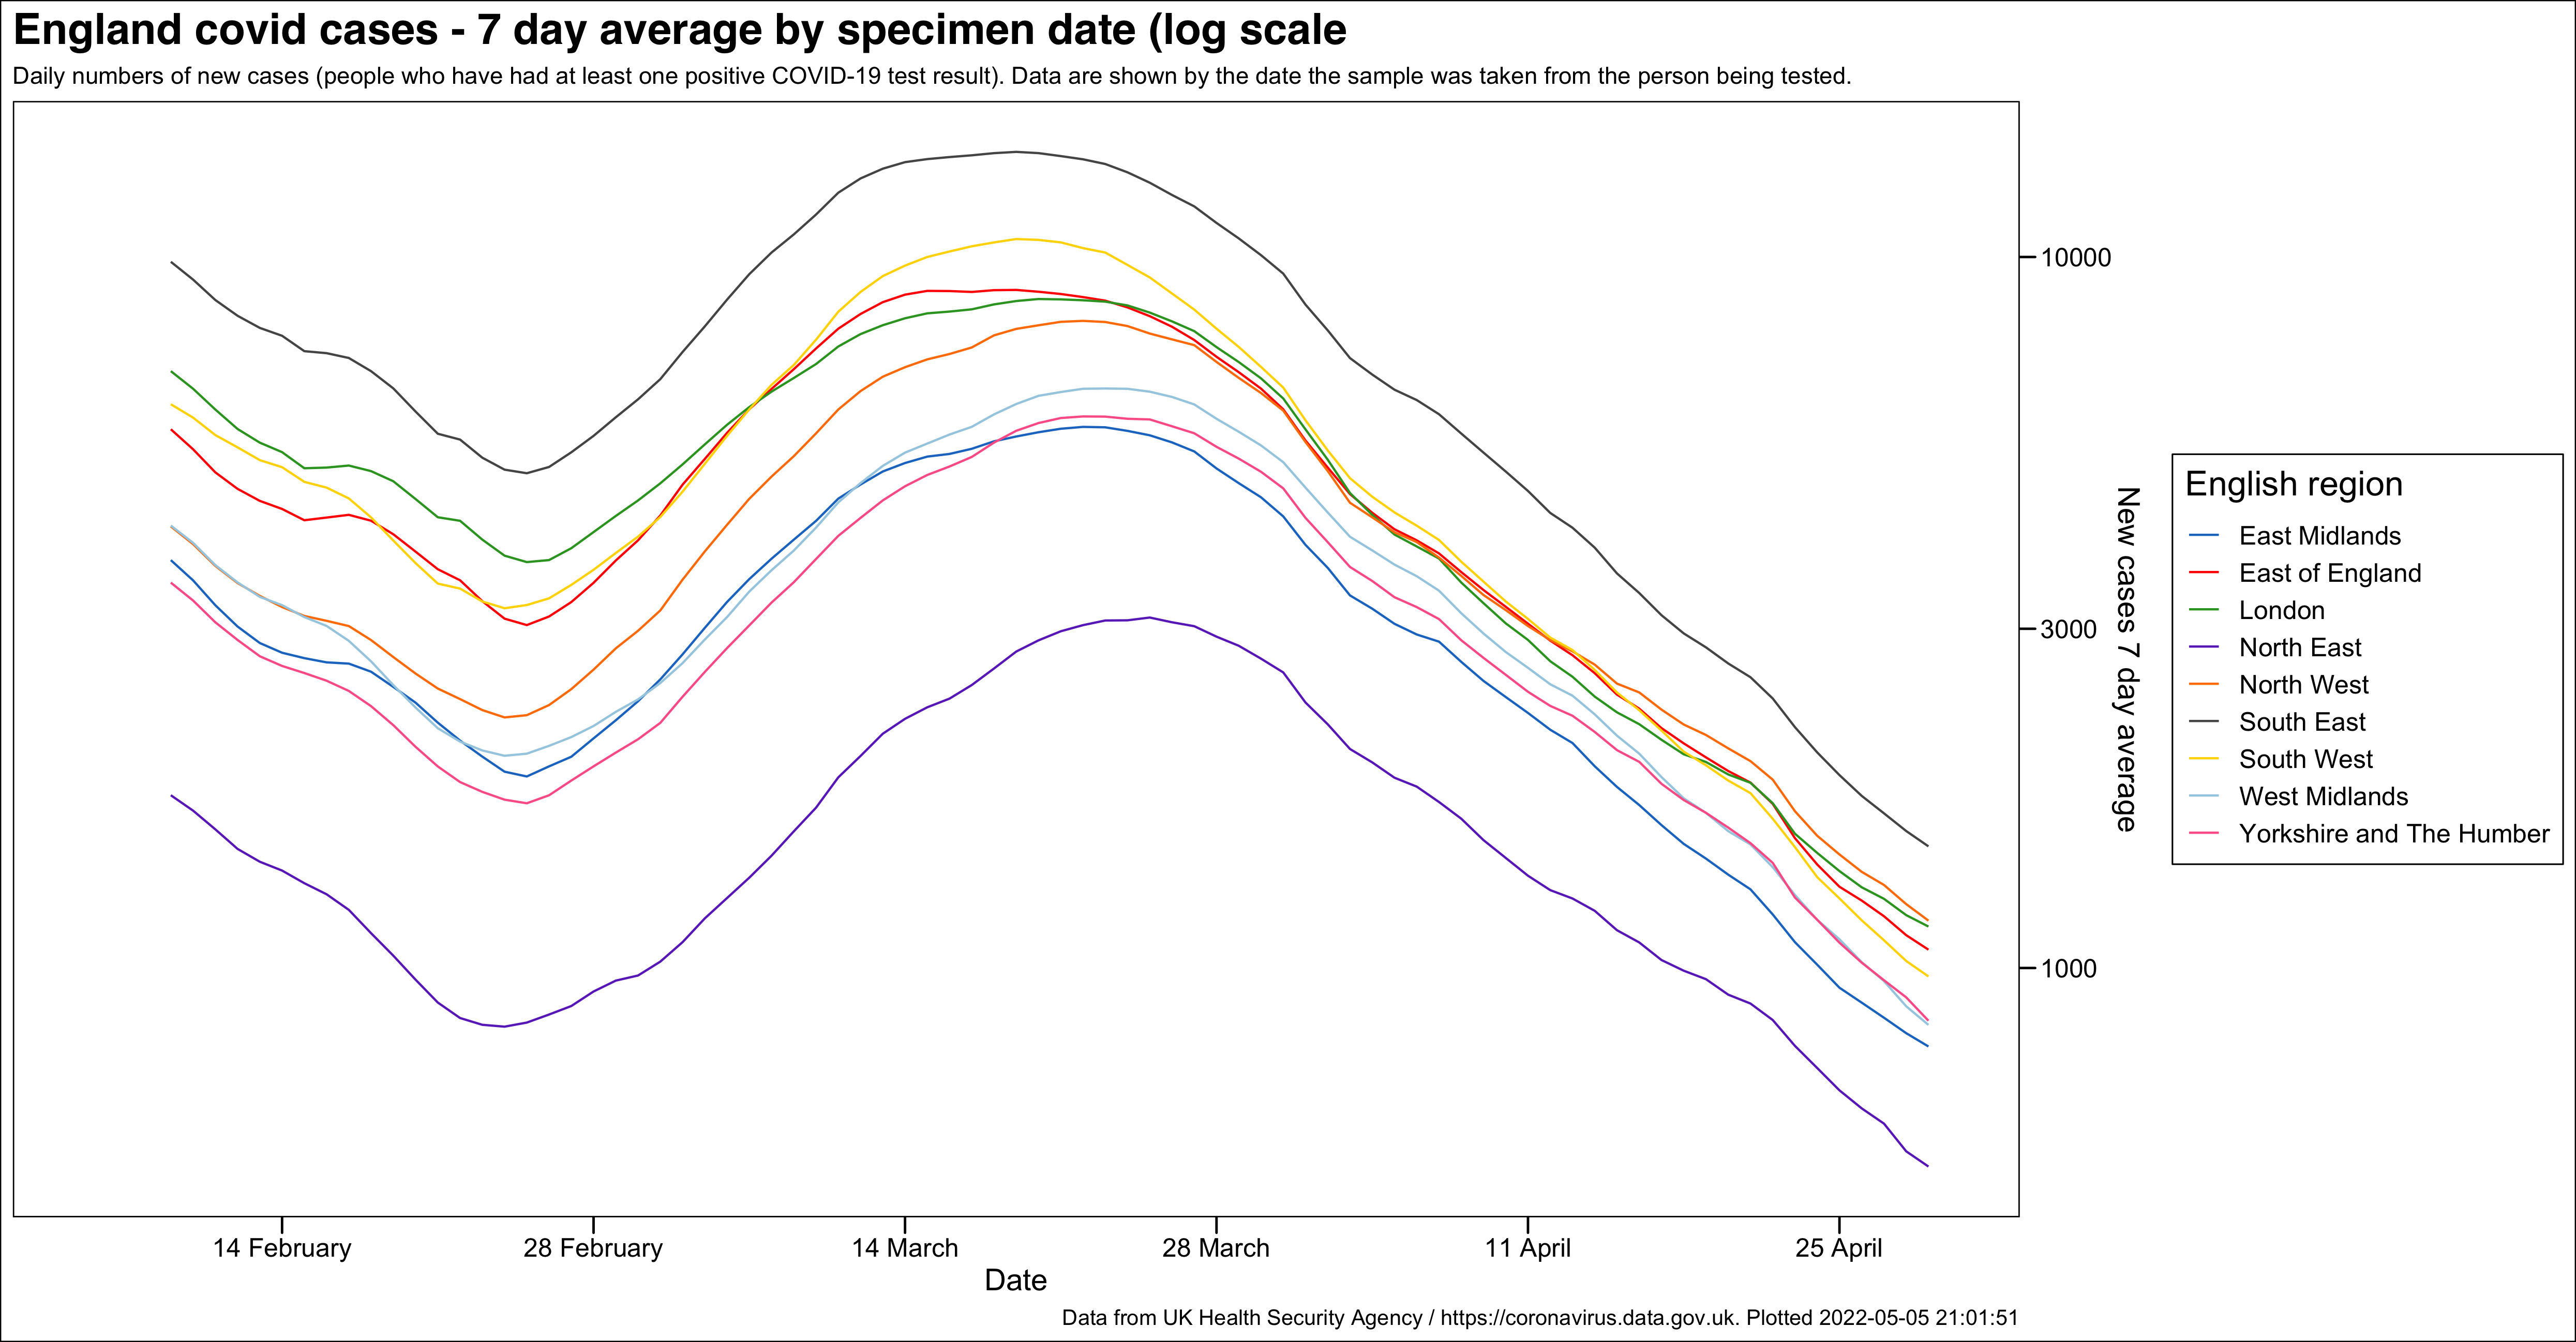 England covid cases - 7 day average by specimen date (log scale
Daily numbers of new cases (people who have had at least one positive COVID-19 test result). Data are shown by the date the sample was taken from the person being tested.
10000
3000
1000
New cases 7 day average
English region
East Midlands
East of England
London
North East
North West
South East
South West
West Midlands
Yorkshire and The Humber
14 February
28 February
14 March
28 March
11 April
25 April
Date
Data from UK Health Security Agency / https://coronavirus.data.gov.uk. Plotted 2022-05-05 21:01:51